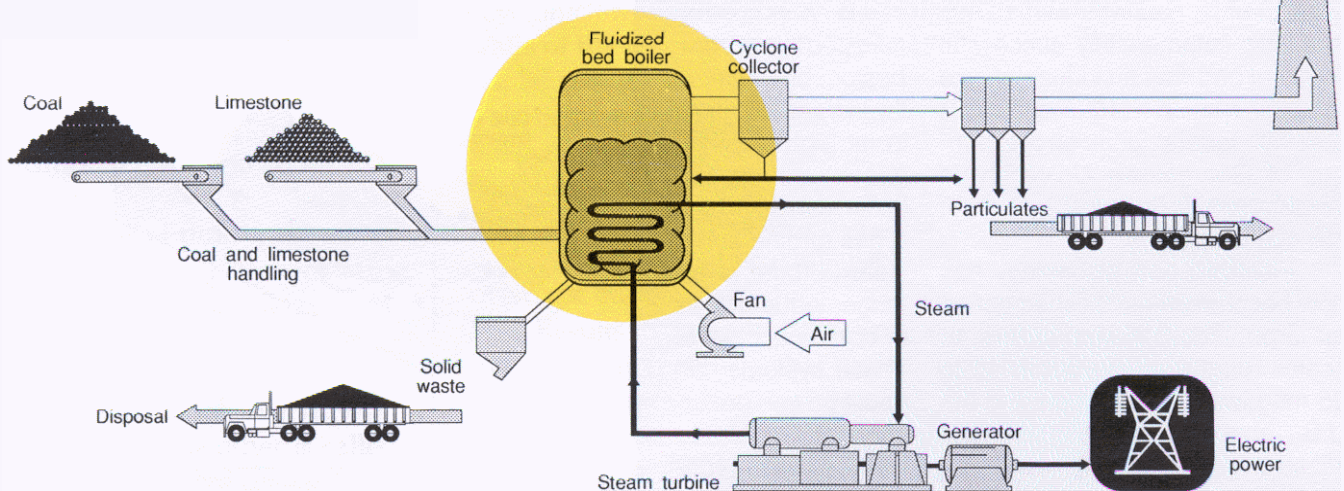 Fluidized
bed boiler
Cyclone
collector
Coal
Limestone
Coal and limestone
handling
Particulates
Fan
Air
Steam
Solid
waste
Disposal
Steam turbine
Generator
Electric
power